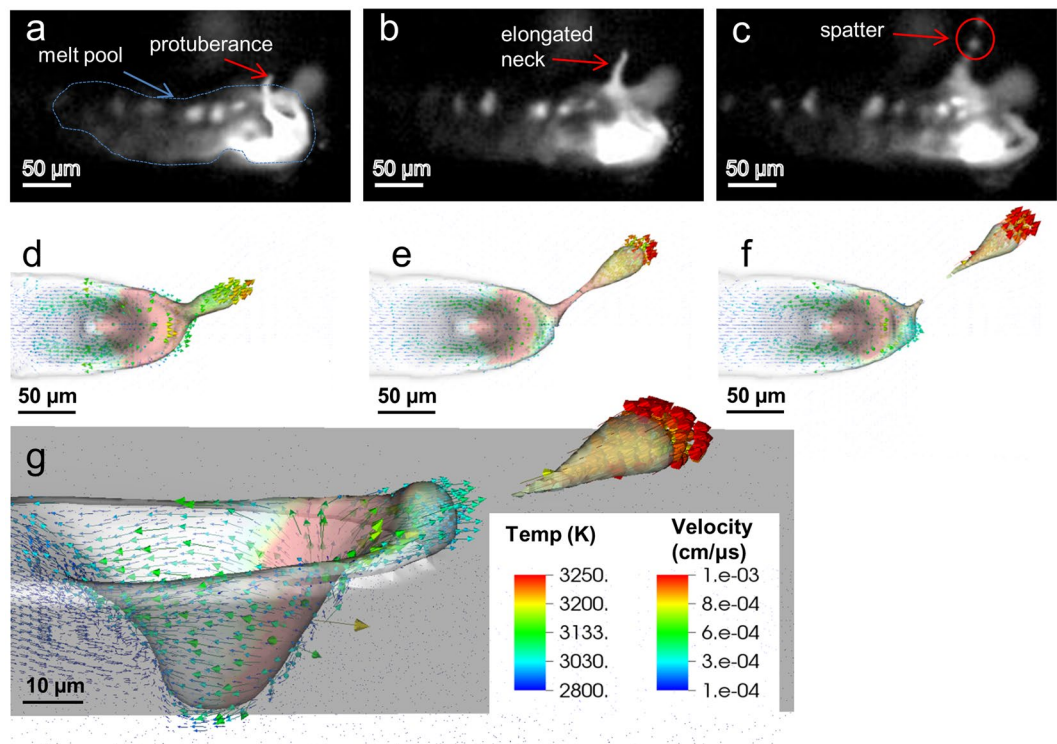 a
melt pool
protuberance
50 µm
b
elongated
neck
50 µm
c
spatter
50 µm
d
50 µm
e
50 µm
f
50 µm
g
10 µm
Temp (K)
3250.
3200.
3133.
3030.
2800.
Velocity
(cm/µs)
1.e-03
8.e-04
6.e-04
3.e-04
1.e-04